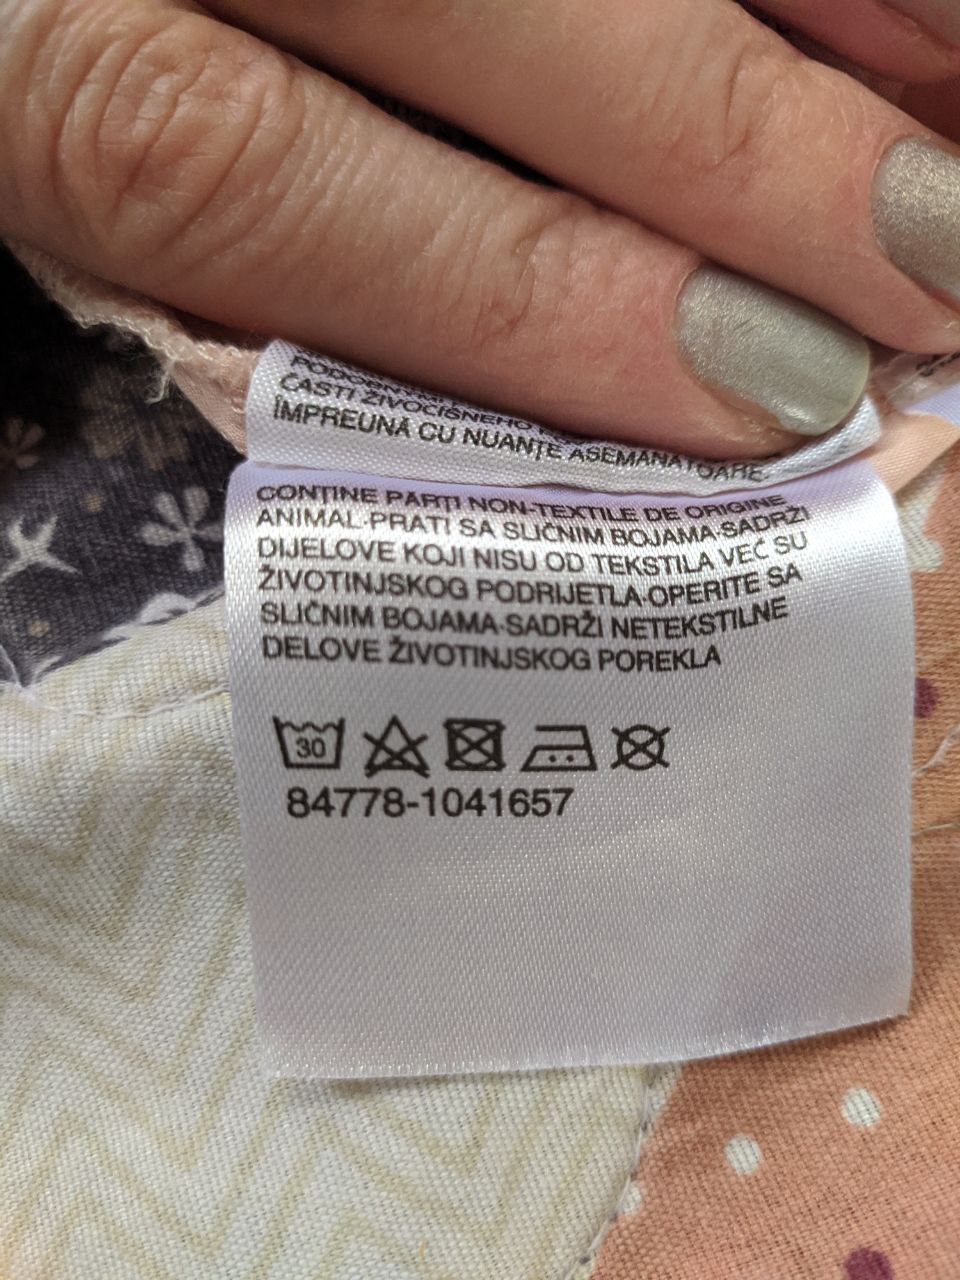 ČASTI ŽIVOČÍŠNEHO
ÎMPREUNĂ CU NUANȚE ASEMĂNĂTOARE·
CONȚINE PĂRȚI NON-TEXTILE DE ORIGINE
ANIMAL·PRATI SA SLIČNIM BOJAMA·SADRŽI
DIJELOVE KOJI NISU OD TEKSTILA VEĆ SU
ŽIVOTINJSKOG PODRIJETLA·OPERITE SA
SLIČNIM BOJAMA·SADRŽI NETEKSTILNE
DELOVE ŽIVOTINJSKOG POREKLA
30
84778-1041657